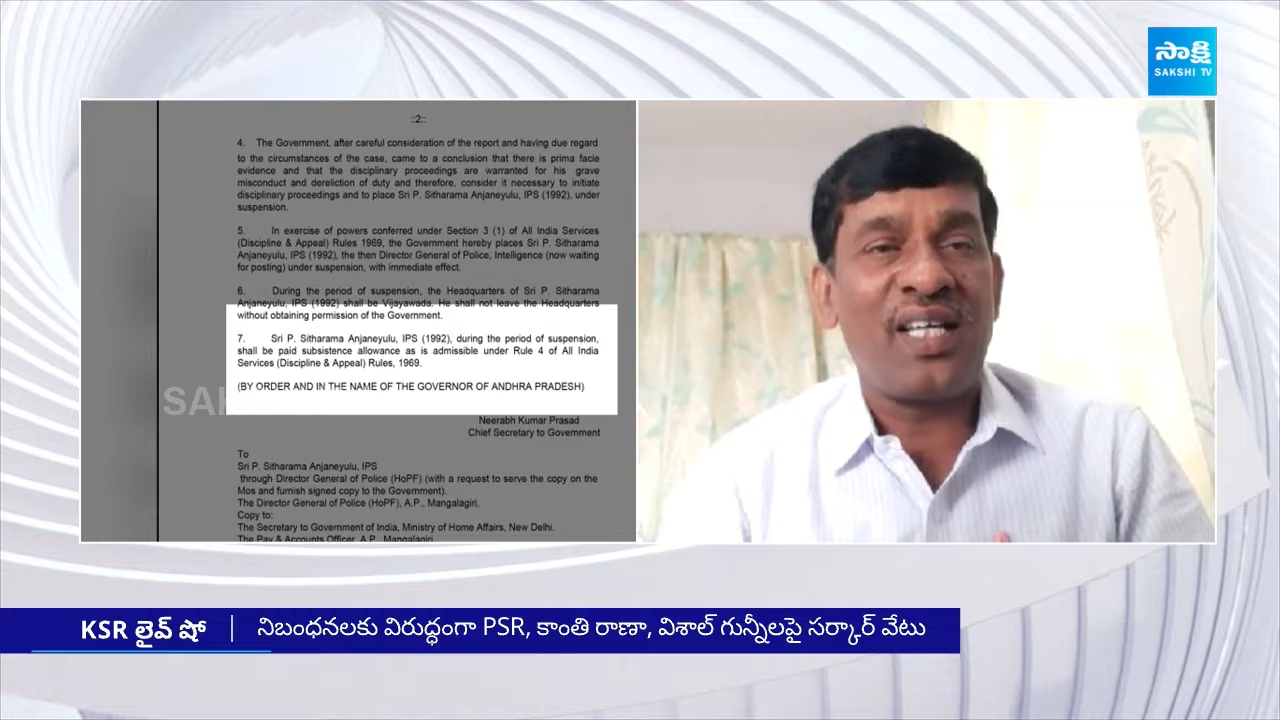 సాక్షి
SAKSHI TV
::2::
4. The Government, after careful consideration of the report and having due regard
to the circumstances of the case, came to a conclusion that there is prima facie
evidence and that the disciplinary proceedings are warranted for his grave
misconduct and dereliction of duty and therefore, consider it necessary to initiate
disciplinary proceedings and to place Sri P. Sitharama Anjaneyulu, IPS (1992), under
suspension.
5. In exercise of powers conferred under Section 3 (1) of All India Services
(Discipline & Appeal) Rules 1969, the Government hereby places Sri P. Sitharama
Anjaneyulu, IPS (1992), the then Director General of Police, Intelligence (now waiting
for posting) under suspension, with immediate effect.
6. During the period of suspension, the Headquarters of Sri P. Sitharama
Anjaneyulu, IPS (1992) shall be Vijayawada. He shall not leave the Headquarters
without obtaining permission of the Government.
7. Sri P. Sitharama Anjaneyulu, IPS (1992), during the period of suspension,
shall be paid subsistence allowance as is admissible under Rule 4 of All India
Services (Discipline & Appeal) Rules, 1969.
(BY ORDER AND IN THE NAME OF THE GOVERNOR OF ANDHRA PRADESH)
Neerabh Kumar Prasad
Chief Secretary to Government
To
Sri P. Sitharama Anjaneyulu, IPS
through Director General of Police (HoPF) (with a request to serve the copy on the
Mos and furnish signed copy to the Government).
The Director General of Police (HoPF), A.P., Mangalagiri.
Copy to:
The Secretary to Government of India, Ministry of Home Affairs, New Delhi.
The Pay & Accounts Officer, A.P., Mangalagiri
KSR లైవ్ షో నిబంధనలకు విరుద్ధంగా PSR, కాంతి రాణా, విశాల్ గున్నీలపై సర్కార్ వేటు